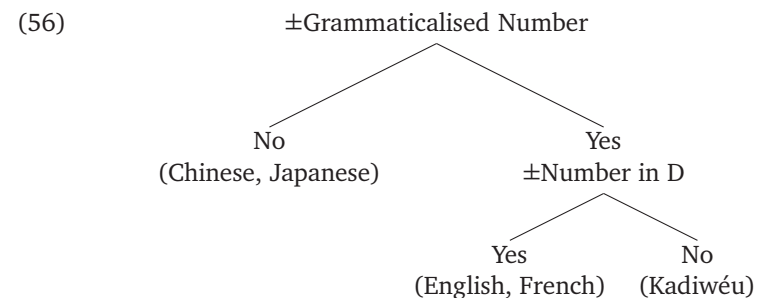 (56) ±Grammaticalised Number
No Yes
(Chinese, Japanese) ±Number in D
Yes No
(English, French) (Kadiwéu)